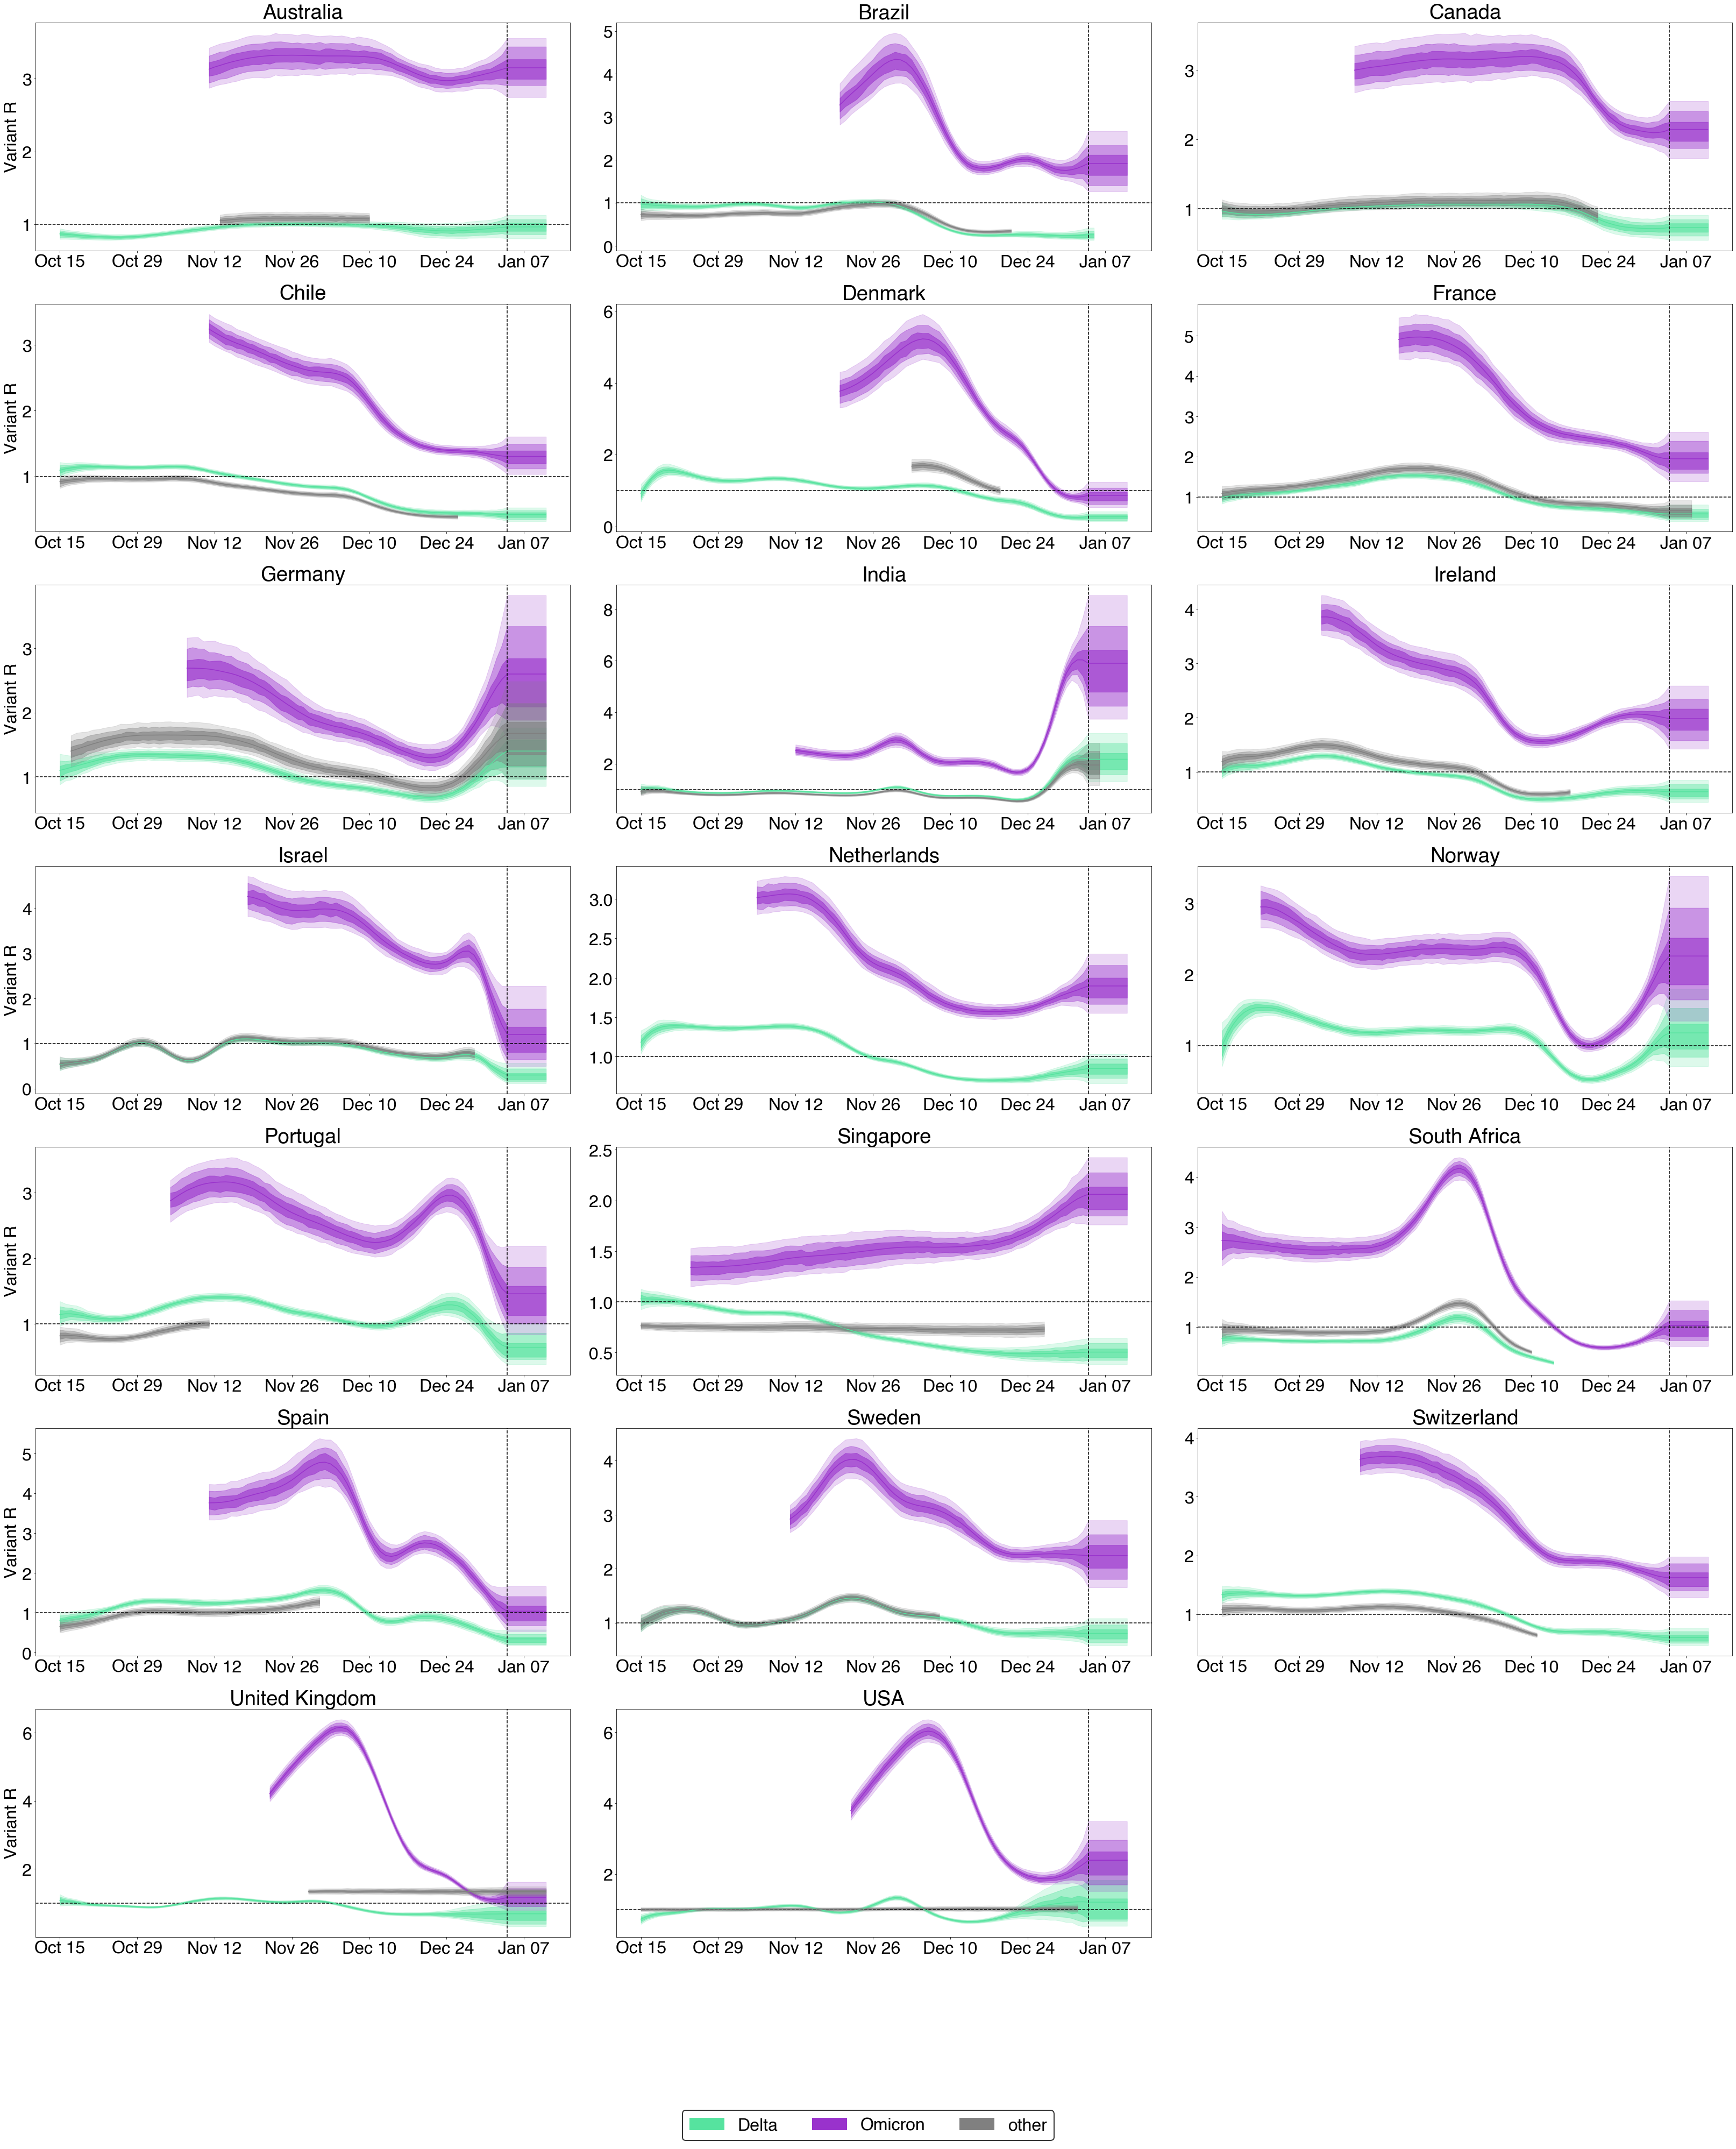 Australia
Brazil
Canada
Variant R
3
2
1
Oct 15 Oct 29 Nov 12 Nov 26 Dec 10 Dec 24 Jan 07
5
4
3
2
1
0
Oct 15 Oct 29 Nov 12 Nov 26 Dec 10 Dec 24 Jan 07
3
2
1
Oct 15 Oct 29 Nov 12 Nov 26 Dec 10 Dec 24 Jan 07
Chile
Denmark
France
Variant R
3
2
1
Oct 15 Oct 29 Nov 12 Nov 26 Dec 10 Dec 24 Jan 07
6
4
2
0
Oct 15 Oct 29 Nov 12 Nov 26 Dec 10 Dec 24 Jan 07
5
4
3
2
1
Oct 15 Oct 29 Nov 12 Nov 26 Dec 10 Dec 24 Jan 07
Germany
India
Ireland
Variant R
3
2
1
Oct 15 Oct 29 Nov 12 Nov 26 Dec 10 Dec 24 Jan 07
8
6
4
2
Oct 15 Oct 29 Nov 12 Nov 26 Dec 10 Dec 24 Jan 07
4
3
2
1
Oct 15 Oct 29 Nov 12 Nov 26 Dec 10 Dec 24 Jan 07
Israel
Netherlands
Norway
Variant R
4
3
2
1
0
Oct 15 Oct 29 Nov 12 Nov 26 Dec 10 Dec 24 Jan 07
3.0
2.5
2.0
1.5
1.0
Oct 15 Oct 29 Nov 12 Nov 26 Dec 10 Dec 24 Jan 07
3
2
1
Oct 15 Oct 29 Nov 12 Nov 26 Dec 10 Dec 24 Jan 07
Portugal
Singapore
South Africa
Variant R
3
2
1
Oct 15 Oct 29 Nov 12 Nov 26 Dec 10 Dec 24 Jan 07
2.5
2.0
1.5
1.0
0.5
Oct 15 Oct 29 Nov 12 Nov 26 Dec 10 Dec 24 Jan 07
4
3
2
1
Oct 15 Oct 29 Nov 12 Nov 26 Dec 10 Dec 24 Jan 07
Spain
Sweden
Switzerland
Variant R
5
4
3
2
1
0
Oct 15 Oct 29 Nov 12 Nov 26 Dec 10 Dec 24 Jan 07
4
3
2
1
Oct 15 Oct 29 Nov 12 Nov 26 Dec 10 Dec 24 Jan 07
4
3
2
1
Oct 15 Oct 29 Nov 12 Nov 26 Dec 10 Dec 24 Jan 07
United Kingdom
USA
Variant R
6
4
2
Oct 15 Oct 29 Nov 12 Nov 26 Dec 10 Dec 24 Jan 07
6
4
2
Oct 15 Oct 29 Nov 12 Nov 26 Dec 10 Dec 24 Jan 07
Delta Omicron other